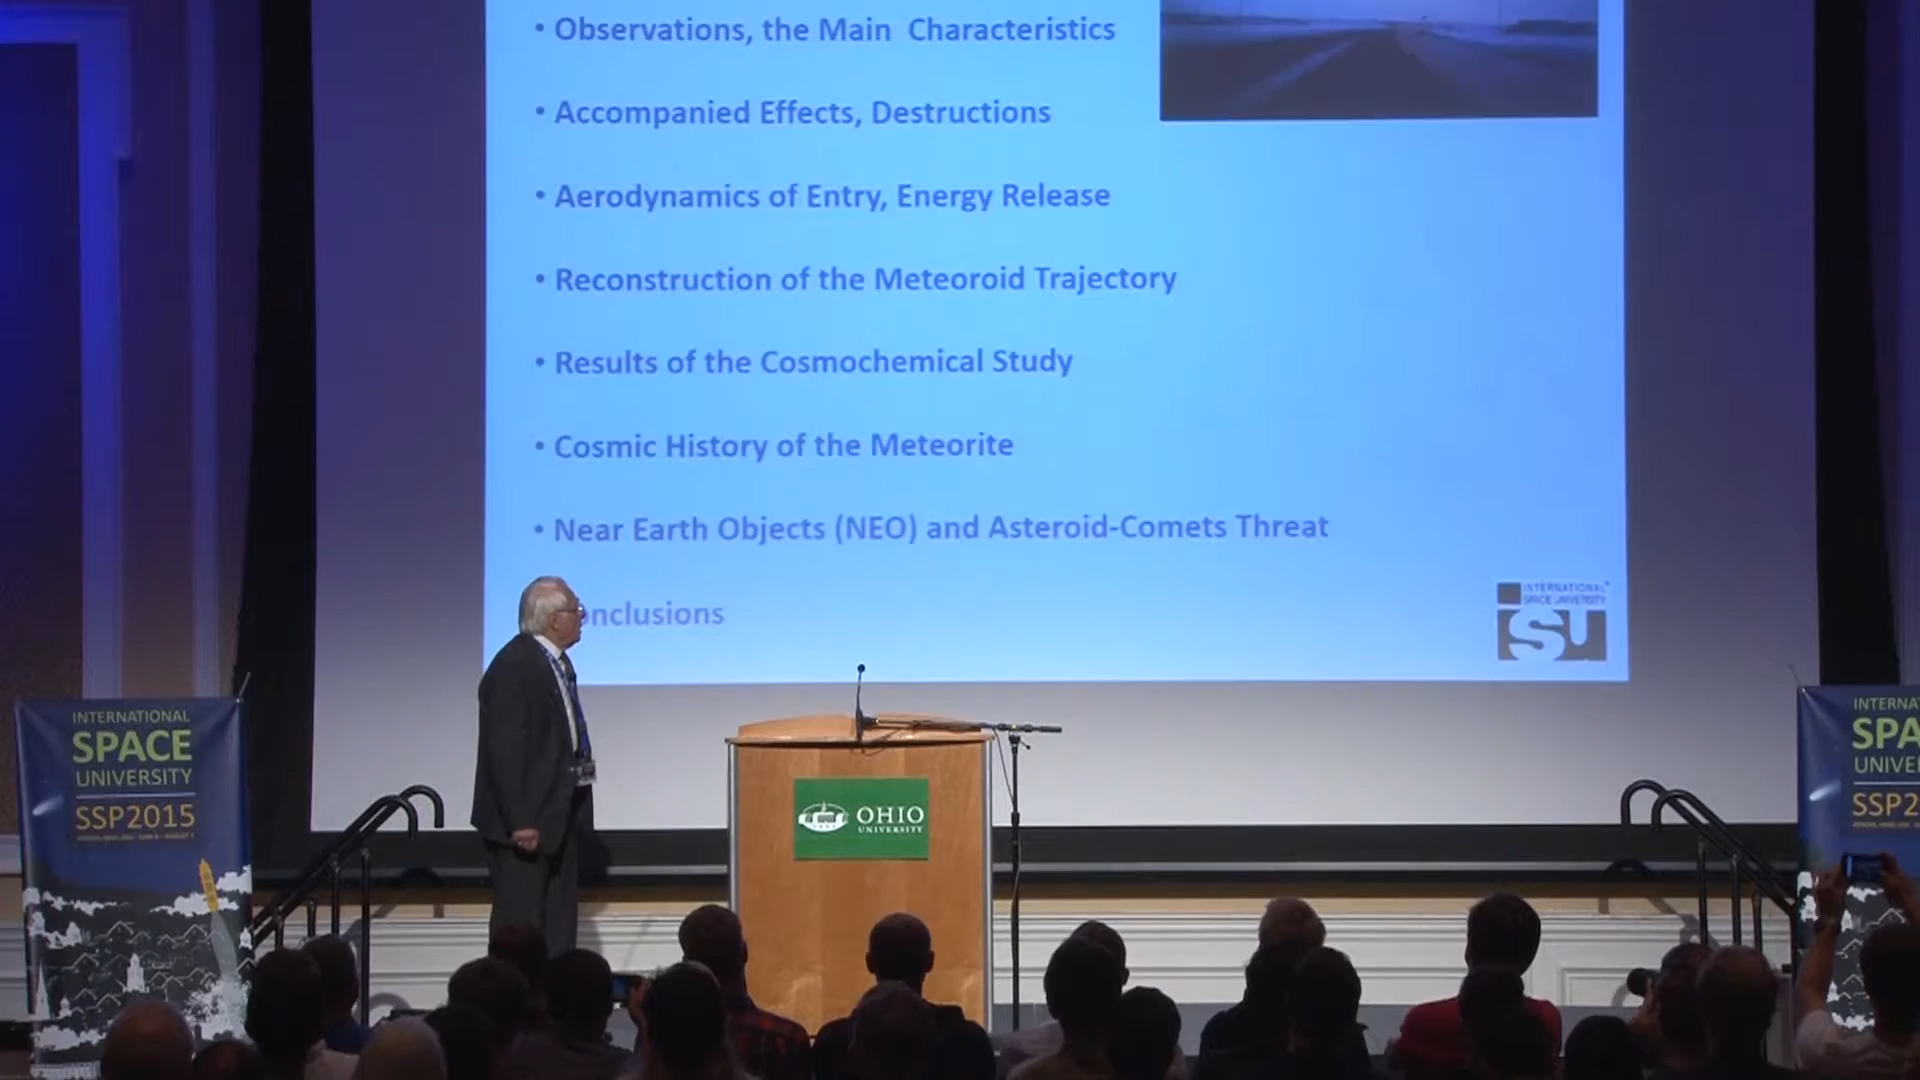 • Observations, the Main Characteristics
• Accompanied Effects, Destructions
• Aerodynamics of Entry, Energy Release
• Reconstruction of the Meteoroid Trajectory
• Results of the Cosmochemical Study
• Cosmic History of the Meteorite
• Near Earth Objects (NEO) and Asteroid-Comets Threat
onclusions
INTERNATIONAL
SPACE UNIVERSITY
isu
INTERNATIONAL
SPACE
UNIVERSITY
SSP2015
OHIO
UNIVERSITY
INTERNA
SPA
UNIVE
SSP2